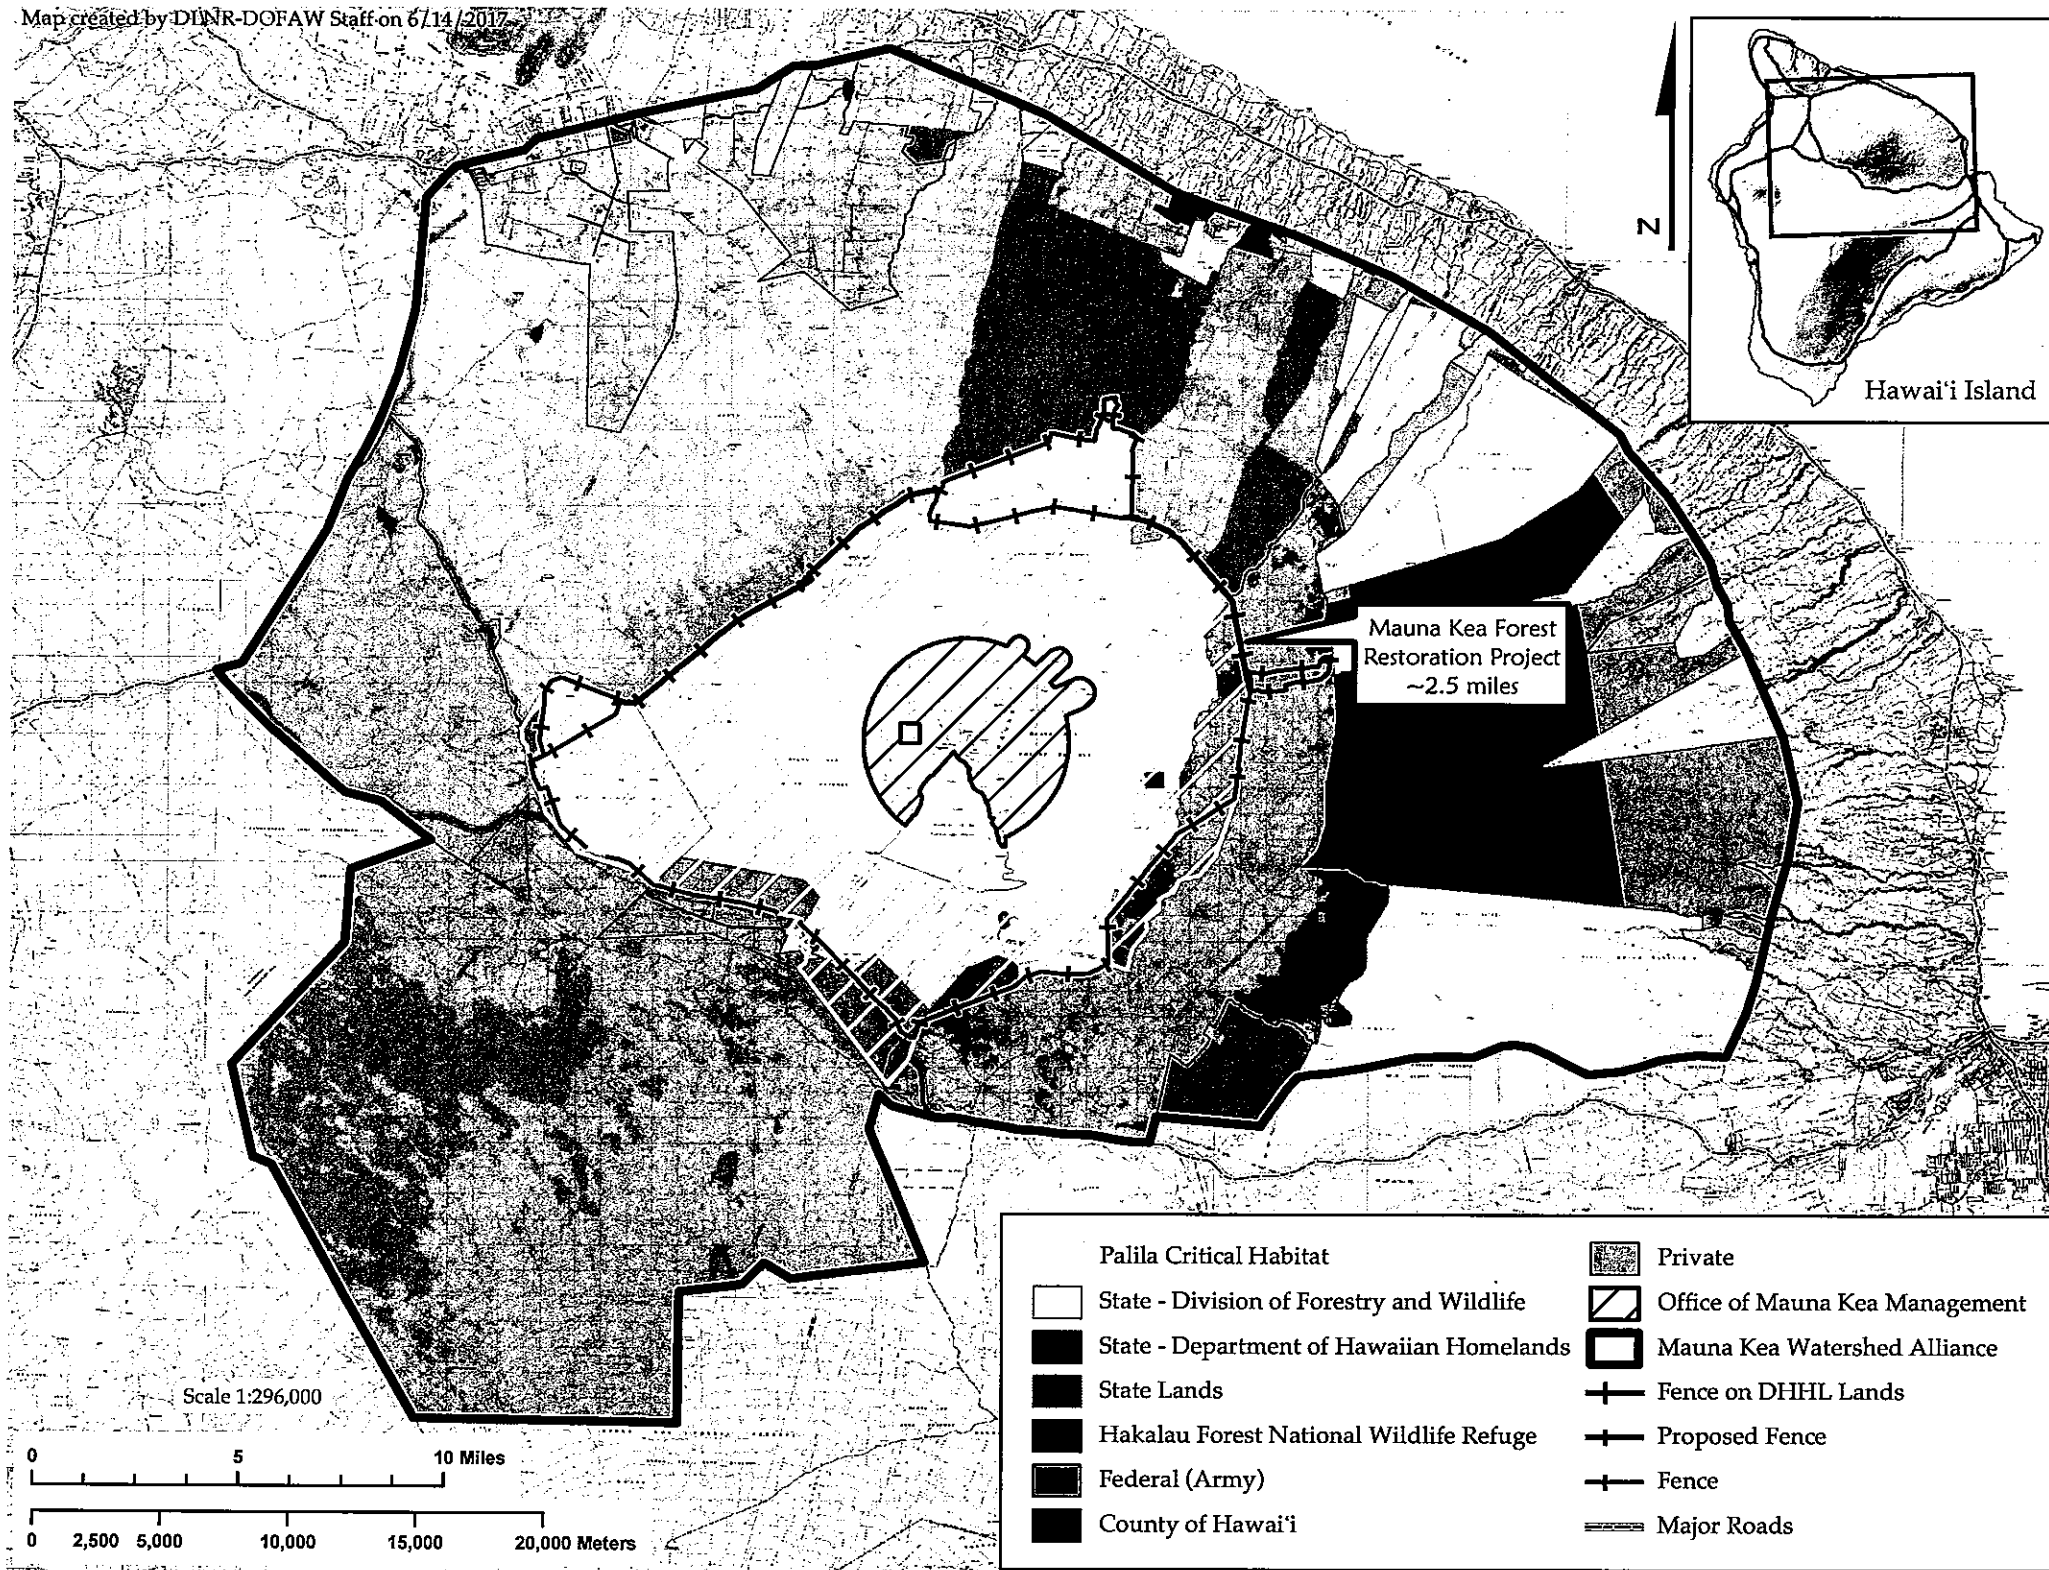 Map created by DLNR-DOFAW Staff on 6/14/2017
N
Hawai‘i Island
Mauna Kea Forest
Restoration Project
~2.5 miles
Scale 1:296,000
0 5 10 Miles
0 2,500 5,000 10,000 15,000 20,000 Meters
Palila Critical Habitat
State - Division of Forestry and Wildlife
State - Department of Hawaiian Homelands
State Lands
Hakalau Forest National Wildlife Refuge
Federal (Army)
County of Hawai‘i
Private
Office of Mauna Kea Management
Mauna Kea Watershed Alliance
Fence on DHHL Lands
Proposed Fence
Fence
Major Roads